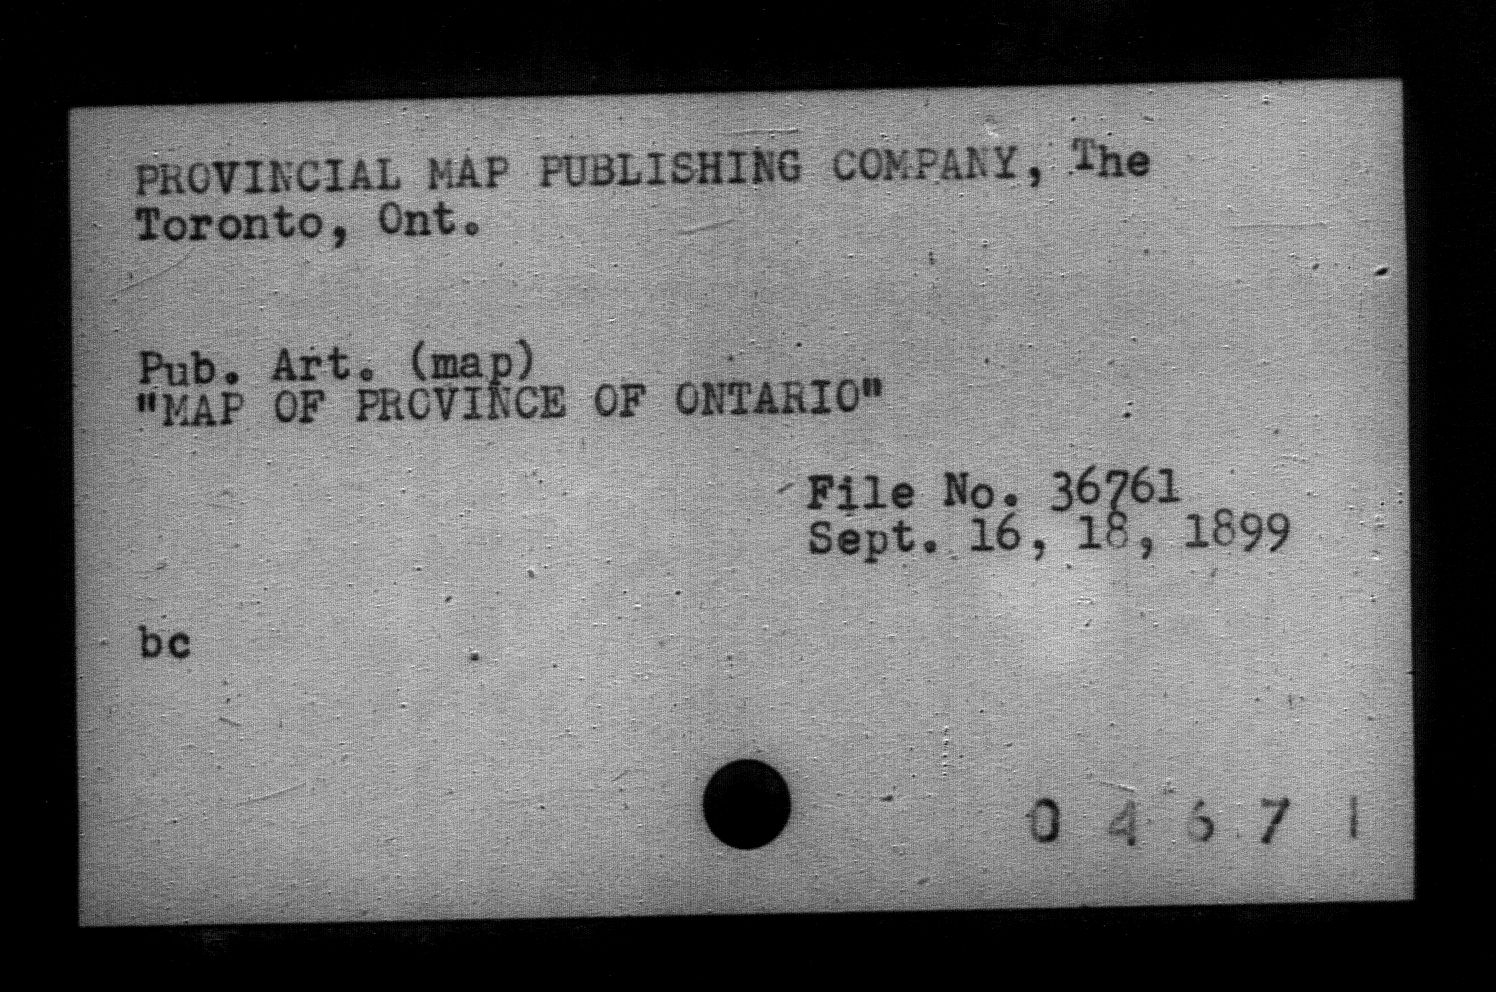 PROVINCIAL MAP PUBLISHING COMPANY, The
Toronto, Ont.
Pub. Art. (map)
"MAP OF PROVINCE OF ONTARIO"
File No. 36761
Sept. 16, 18, 1899
bc
0 4 6 7 1